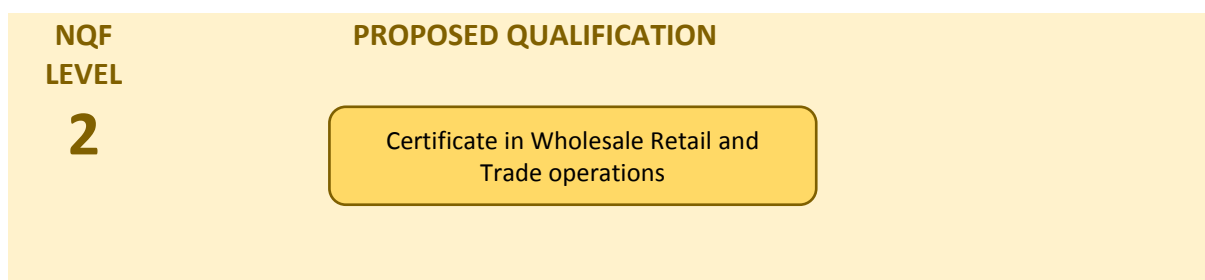 NQF
LEVEL
2
PROPOSED QUALIFICATION
Certificate in Wholesale Retail and
Trade operations